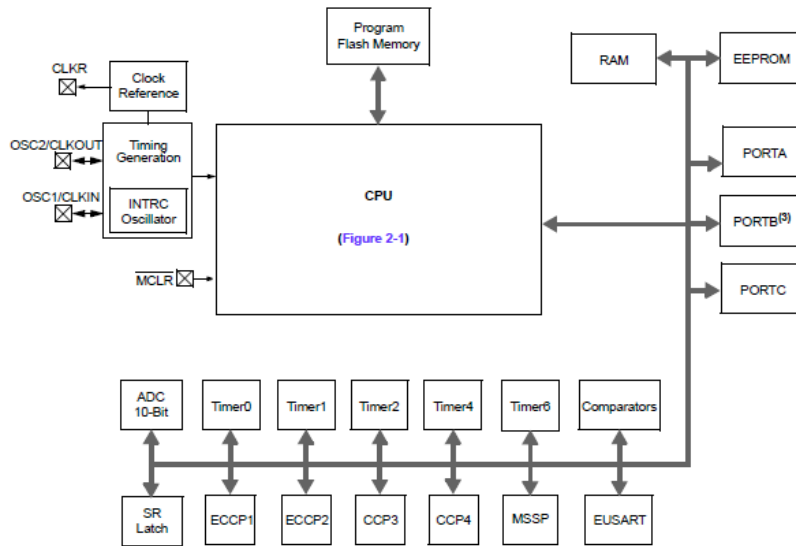 Program
Flash Memory
RAM
EEPROM
CLKR
Clock
Reference
OSC2/CLKOUT
Timing
Generation
PORTA
OSC1/CLKIN
INTRC
Oscillator
CPU
(Figure 2-1)
PORTB(3)
MCLR
PORTC
ADC
10-Bit
Timer0
Timer1
Timer2
Timer4
Timer6
Comparators
SR
Latch
ECCP1
ECCP2
CCP3
CCP4
MSSP
EUSART